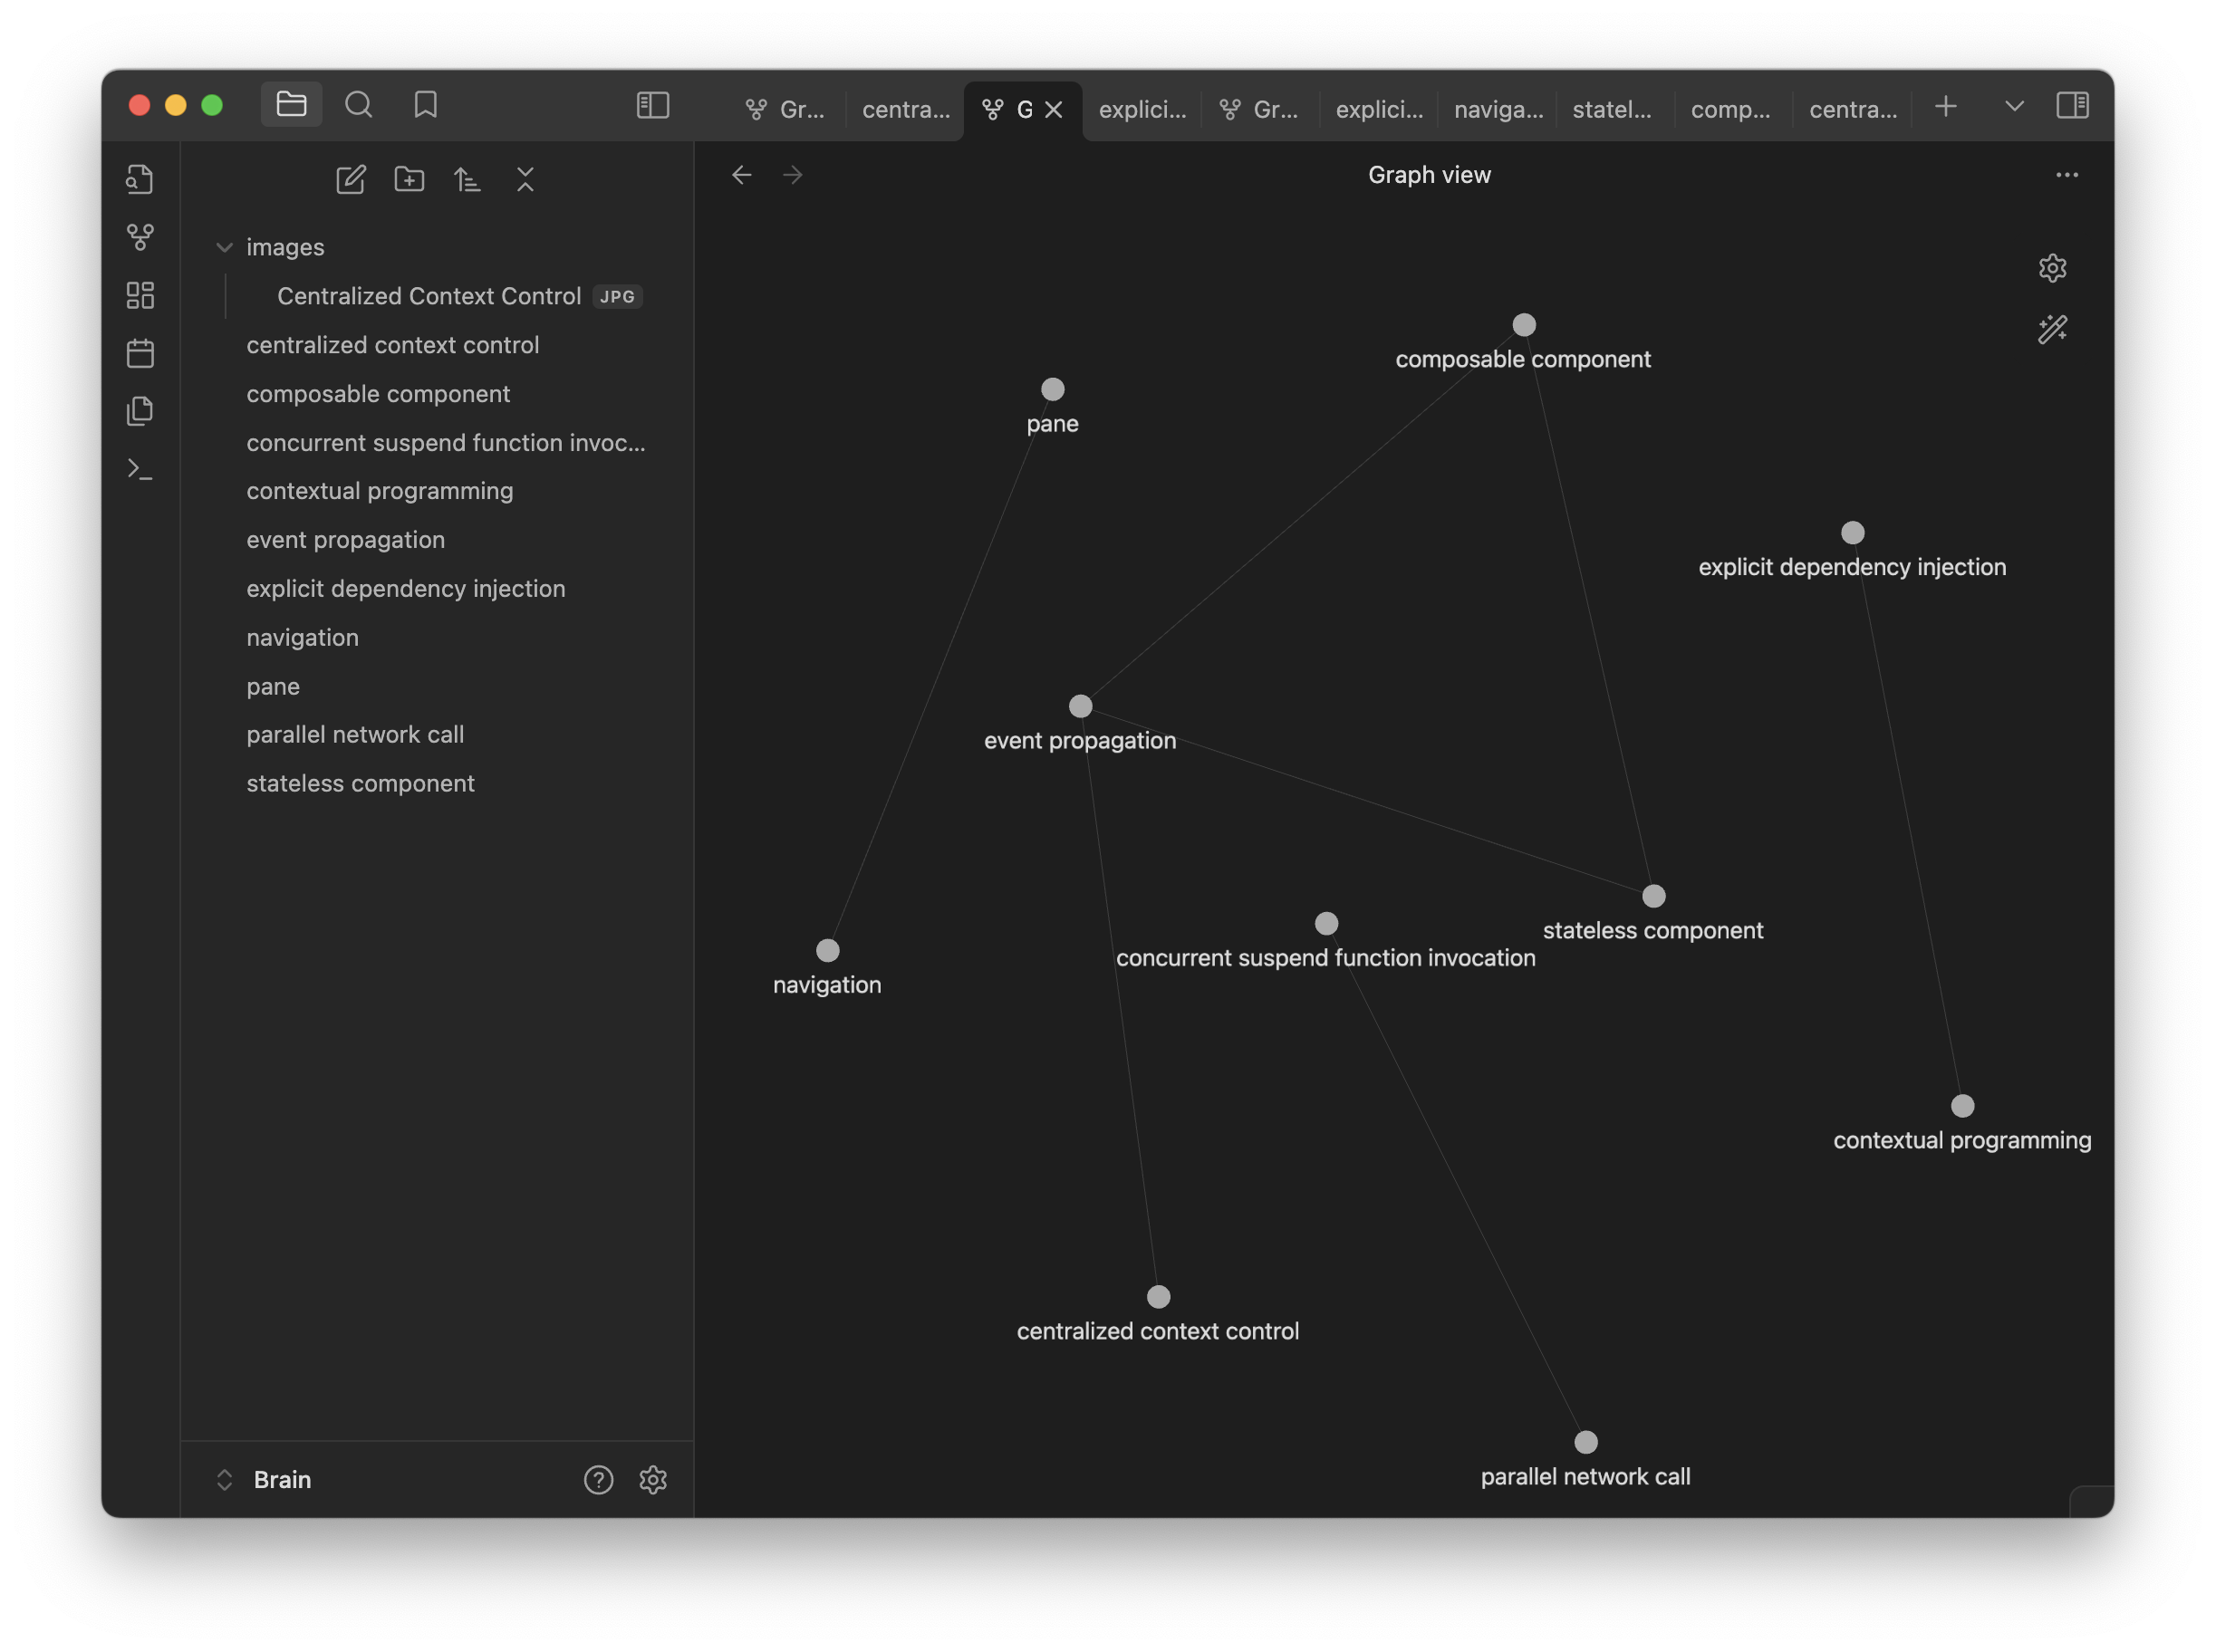 Gr...
centra...
G
explici...
Gr...
explici...
naviga...
statel...
comp...
centra...
Graph view
images
Centralized Context Control JPG
centralized context control
composable component
concurrent suspend function invoc...
contextual programming
event propagation
explicit dependency injection
navigation
pane
parallel network call
stateless component
Brain
composable component
pane
explicit dependency injection
event propagation
stateless component
concurrent suspend function invocation
navigation
contextual programming
centralized context control
parallel network call